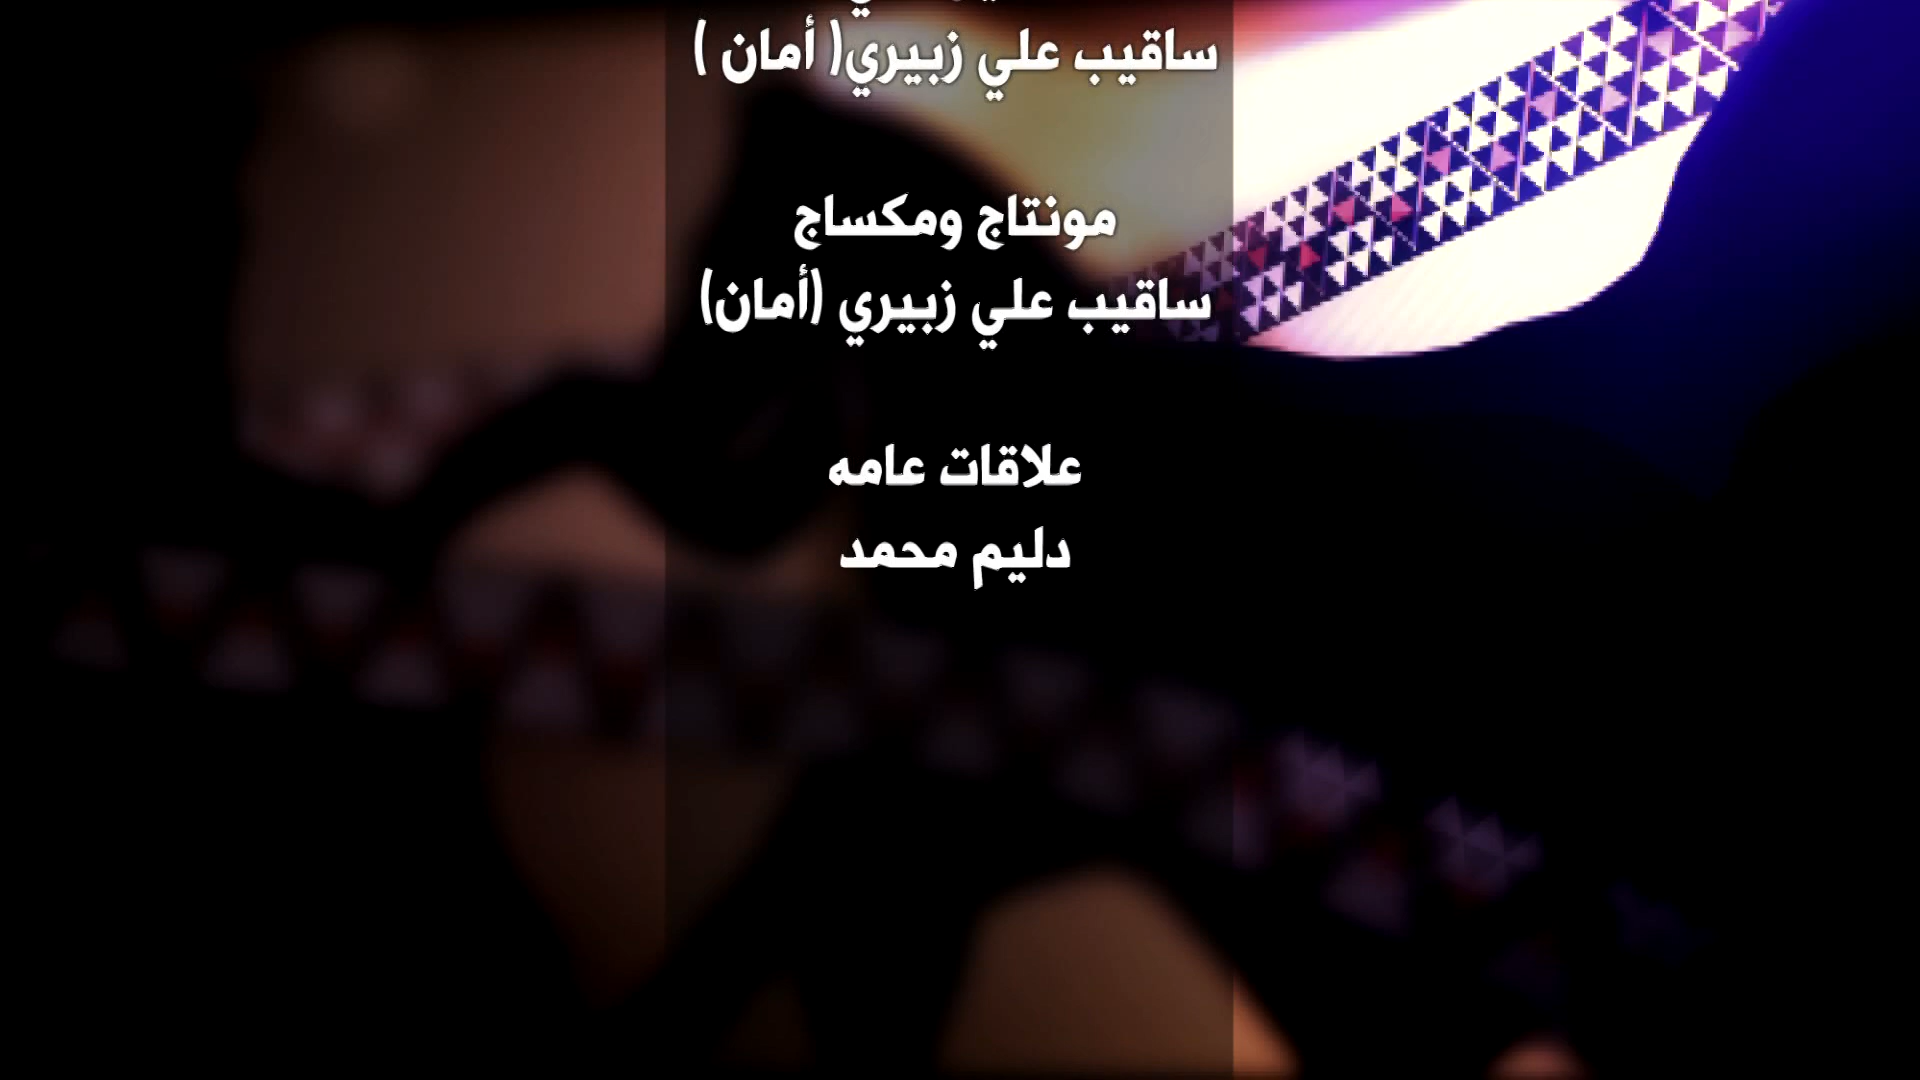 ساقيب علي زبيري( أمان )
مونتاج ومكساج
ساقيب علي زبيري (أمان)
علاقات عامه
دليم محمد